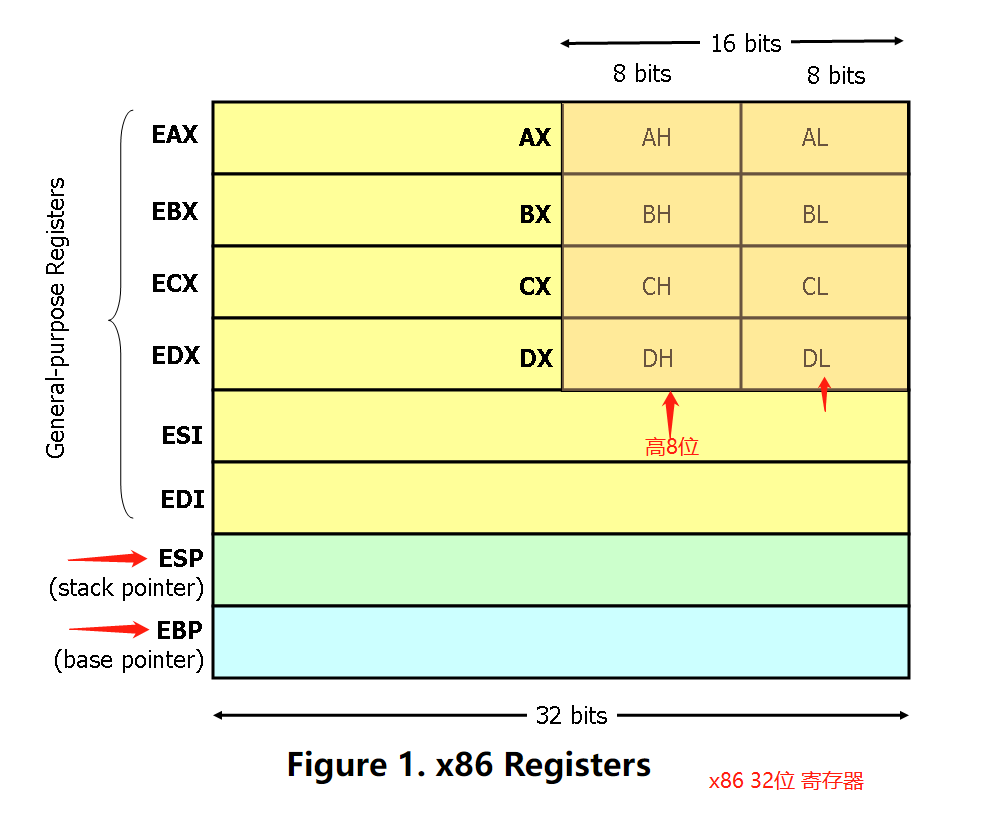 16 bits
8 bits 8 bits
General-purpose Registers
EAX AX AH AL
EBX BX BH BL
ECX CX CH CL
EDX DX DH DL
ESI 高8位
EDI
ESP
(stack pointer)
EBP
(base pointer)
32 bits
Figure 1. x86 Registers
x86 32位 寄存器